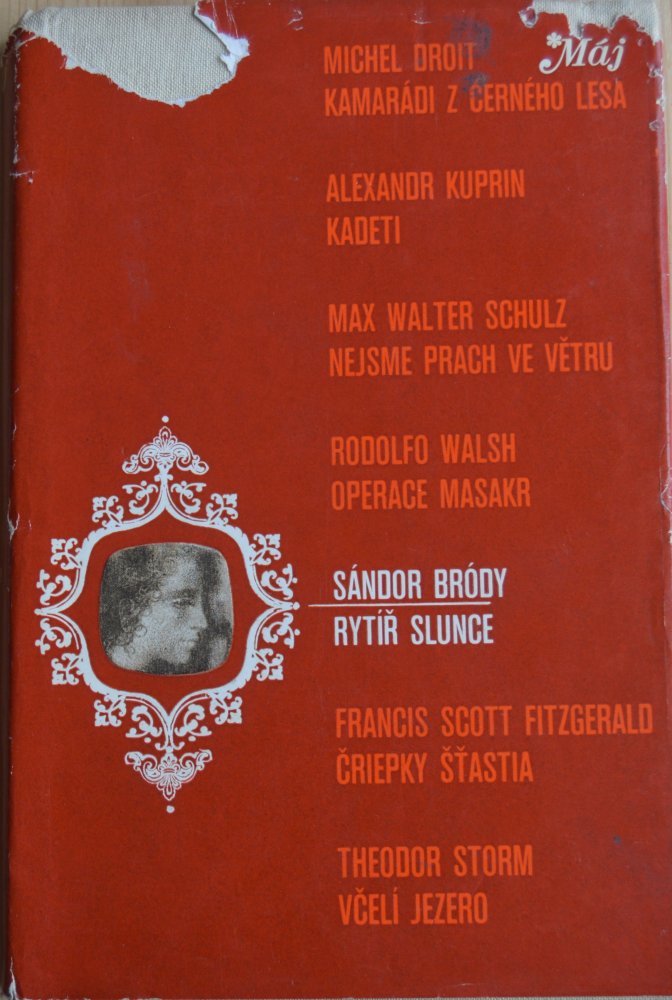 Máj
MICHEL DROIT
KAMARÁDI Z ČERNÉHO LESA
ALEXANDR KUPRIN
KADETI
MAX WALTER SCHULZ
NEJSME PRACH VE VĚTRU
RODOLFO WALSH
OPERACE MASAKR
SÁNDOR BRÓDY
RYTÍŘ SLUNCE
FRANCIS SCOTT FITZGERALD
ČRIEPKY ŠŤASTIA
THEODOR STORM
VČELÍ JEZERO